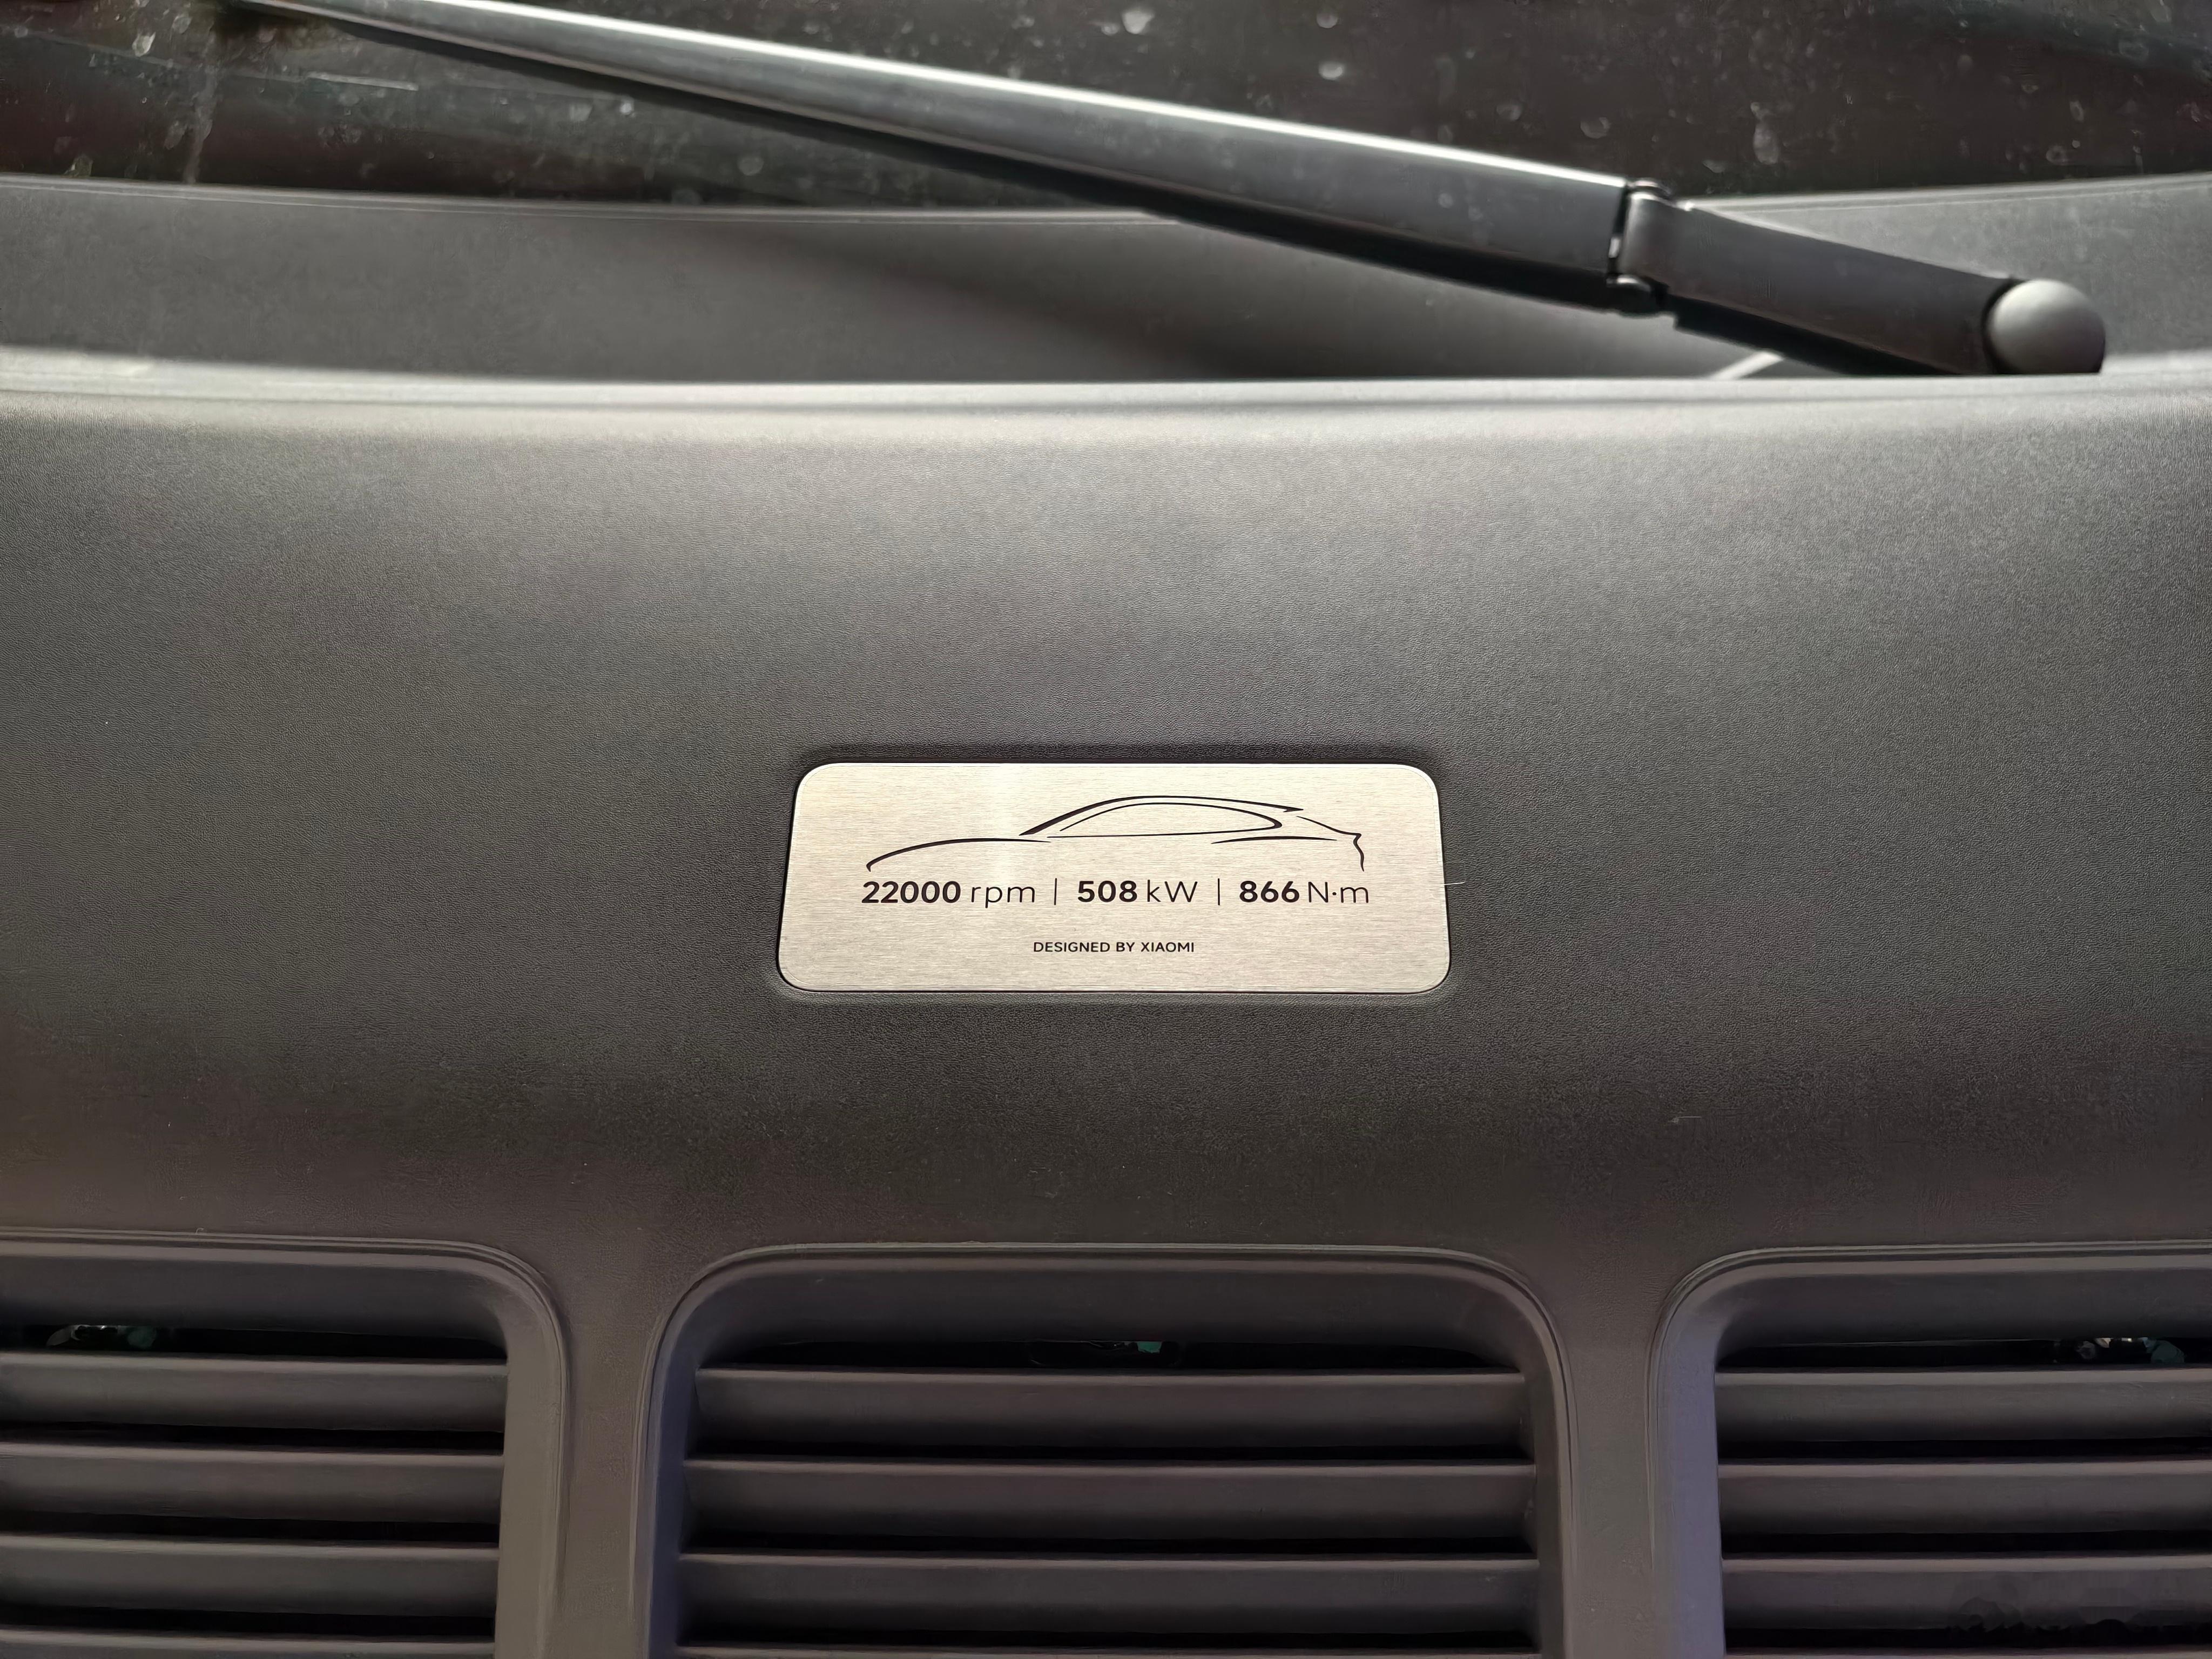 22000 rpm | 508 kW | 866 N·m
DESIGNED BY XIAOMI